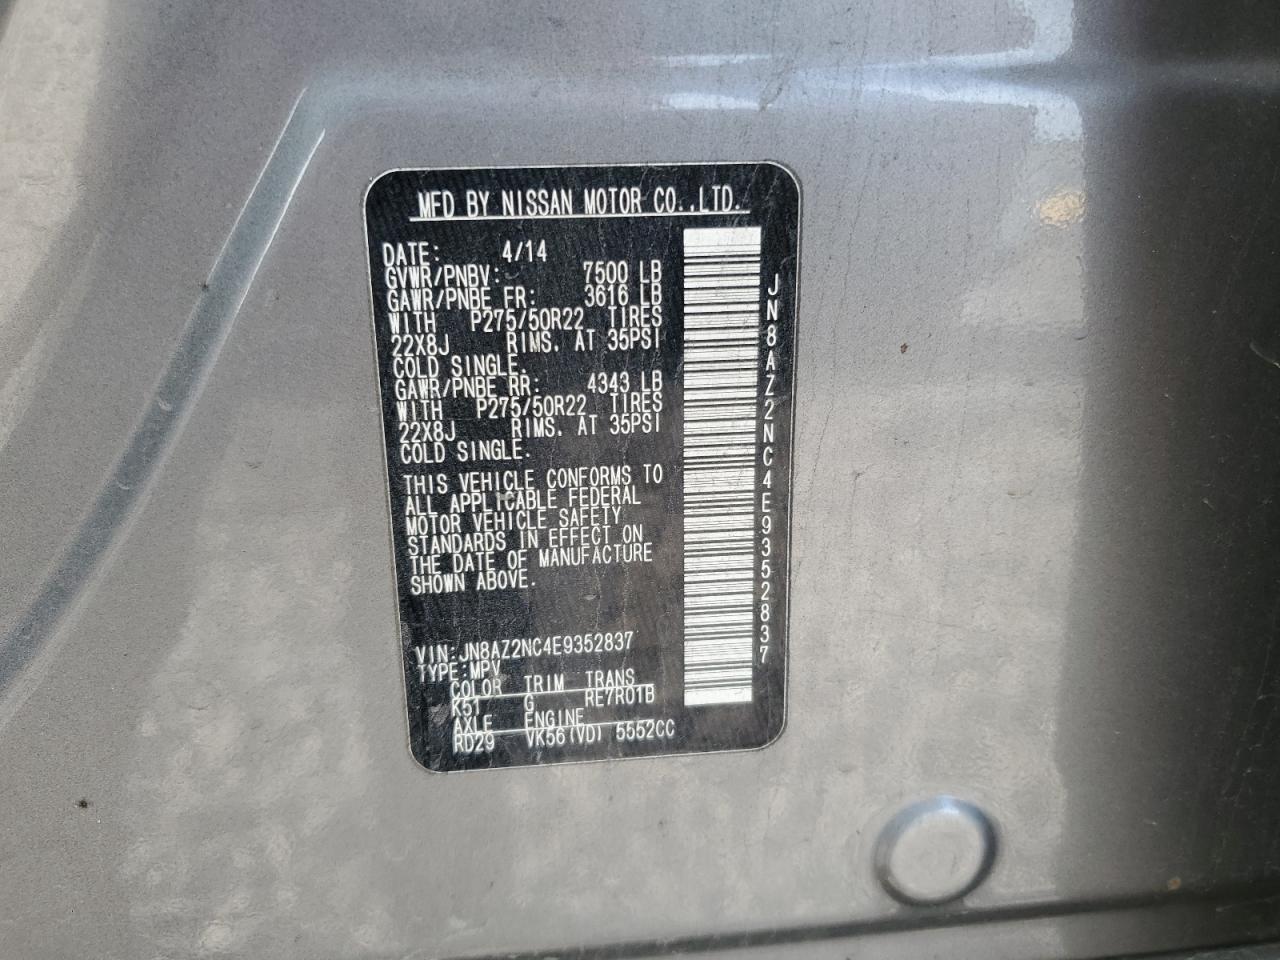 MFD BY NISSAN MOTOR CO.,LTD.
DATE: 4/14
GVWR/PNBV: 7500 LB
GAWR/PNBE FR: 3616 LB
WITH P275/50R22 TIRES
22X8J RIMS. AT 35PSI
COLD SINGLE.
GAWR/PNBE RR: 4343 LB
WITH P275/50R22 TIRES
22X8J RIMS. AT 35PSI
COLD SINGLE.
THIS VEHICLE CONFORMS TO
ALL APPLICABLE FEDERAL
MOTOR VEHICLE SAFETY
STANDARDS IN EFFECT ON
THE DATE OF MANUFACTURE
SHOWN ABOVE.
VIN:JN8AZ2NC4E9352837
TYPE:MPV
COLOR TRIM TRANS
K51 G RE7R01B
AXLE ENGINE
RD29 VK56(VD) 5552CC
JN8AZ2NC4E9352837